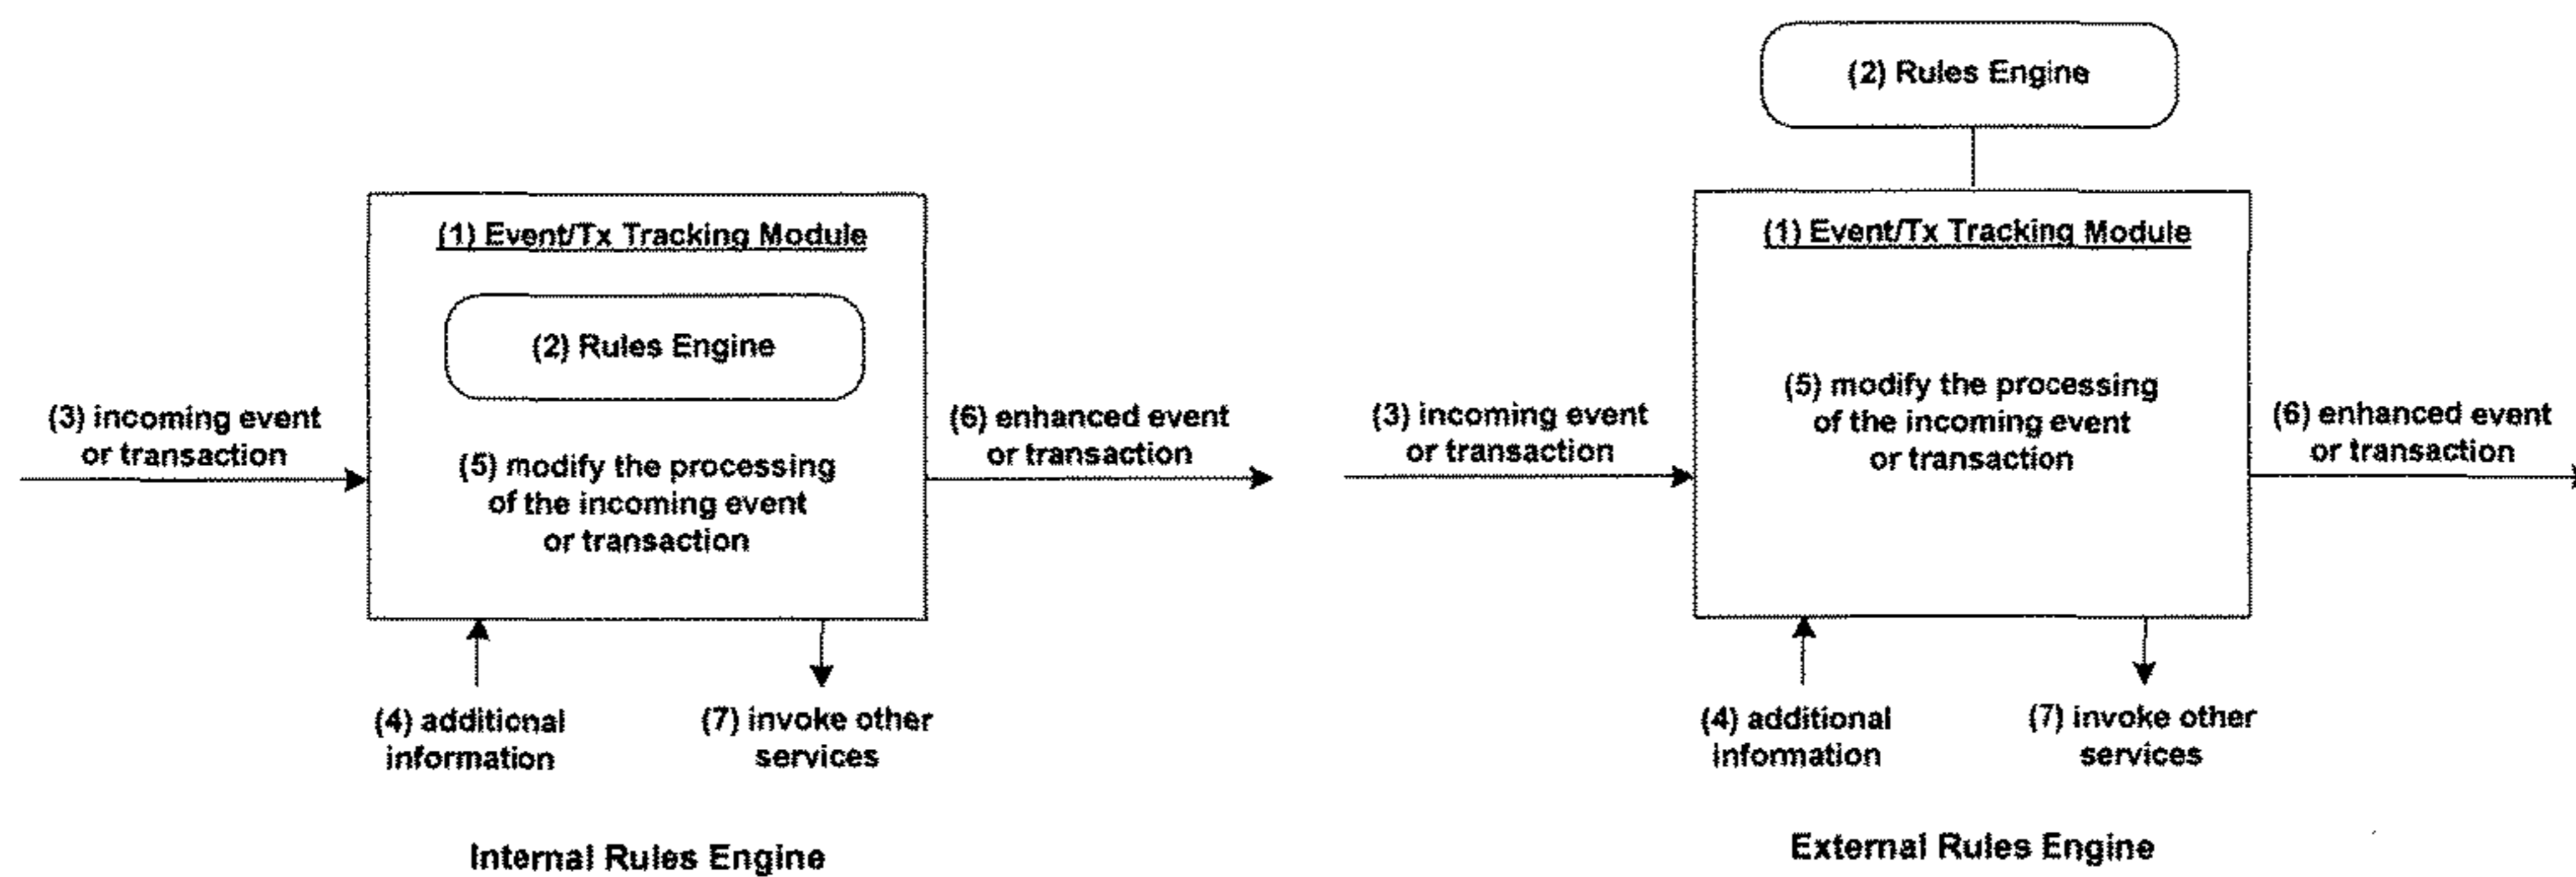 (1) Event/Tx Tracking Module
(2) Rules Engine
(3) incoming event
or transaction
(5) modify the processing
of the incoming event
or transaction
(6) enhanced event
or transaction
(4) additional
information
(7) invoke other
services
Internal Rules Engine
(2) Rules Engine
(1) Event/Tx Tracking Module
(3) incoming event
or transaction
(5) modify the processing
of the incoming event
or transaction
(6) enhanced event
or transaction
(4) additional
information
(7) invoke other
services
External Rules Engine